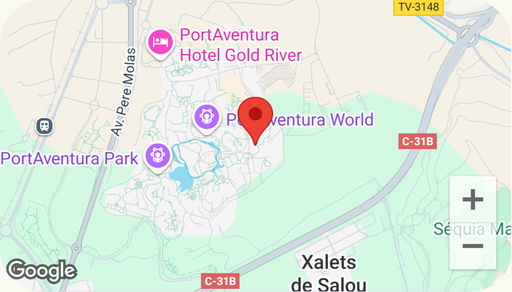 TV-3148
PortAventura
Hotel Gold River
Av. Pere Molas
PortAventura World
C-31B
PortAventura Park
+
Séquia Ma
−
Xalets
de Salou
C-31B
Google